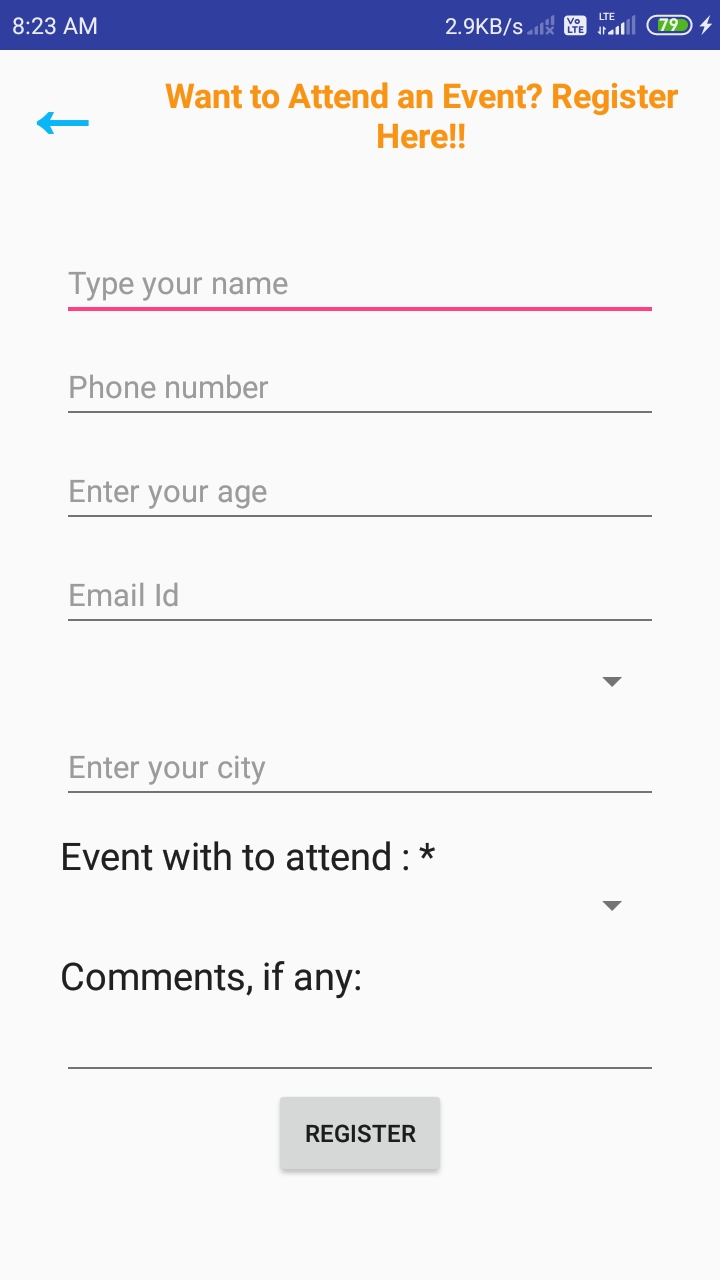 8:23 AM 2.9KB/s Vo LTE LTE 79
Want to Attend an Event? Register
Here!!
Type your name
Phone number
Enter your age
Email Id
Enter your city
Event with to attend : *
Comments, if any:
REGISTER